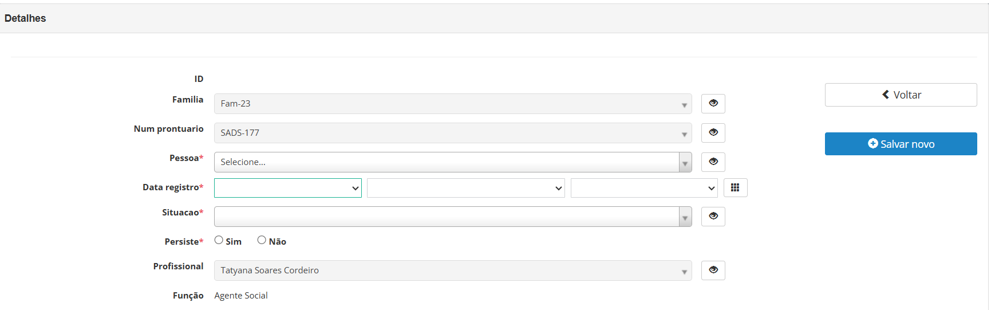 Detalhes
ID
Familia Fam-23
Num prontuario SADS-177
Pessoa* Selecione...
Data registro*
Situacao*
Persiste* Sim Não
Profissional Tatyana Soares Cordeiro
Função Agente Social
Voltar
Salvar novo